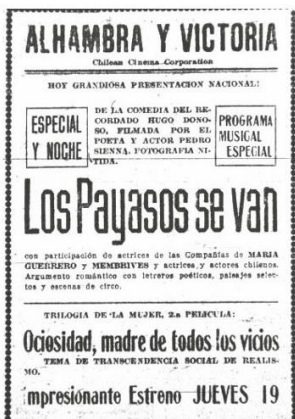 ALHAMBRA Y VICTORIA
Chilean Cinema Corporation
HOY GRANDIOSA PRESENTACION NACIONAL:
ESPECIAL
Y NOCHE
DE LA COMEDIA DEL RE-
CORDADO HUGO DONO-
SO, FILMADA POR EL
POETA Y ACTOR PEDRO
SIENNA. FOTOGRAFIA NI-
TIDA.
PROGRAMA
MUSICAL
ESPECIAL
Los Payasos se van
con participación de actrices de las Compañías de MARIA
GUERRERO y MEMBRIVES y actrices y actores chilenos.
Argumento romántico con letreros poéticos, paisajes selec-
tos y escenas de circo.
TRILOGIA DE LA MUJER, 2.a PELICULA:
Ociosidad, madre de todos los vicios
TEMA DE TRANSCENDENCIA SOCIAL DE REALIS-
MO.
Impresionante Estreno JUEVES 19